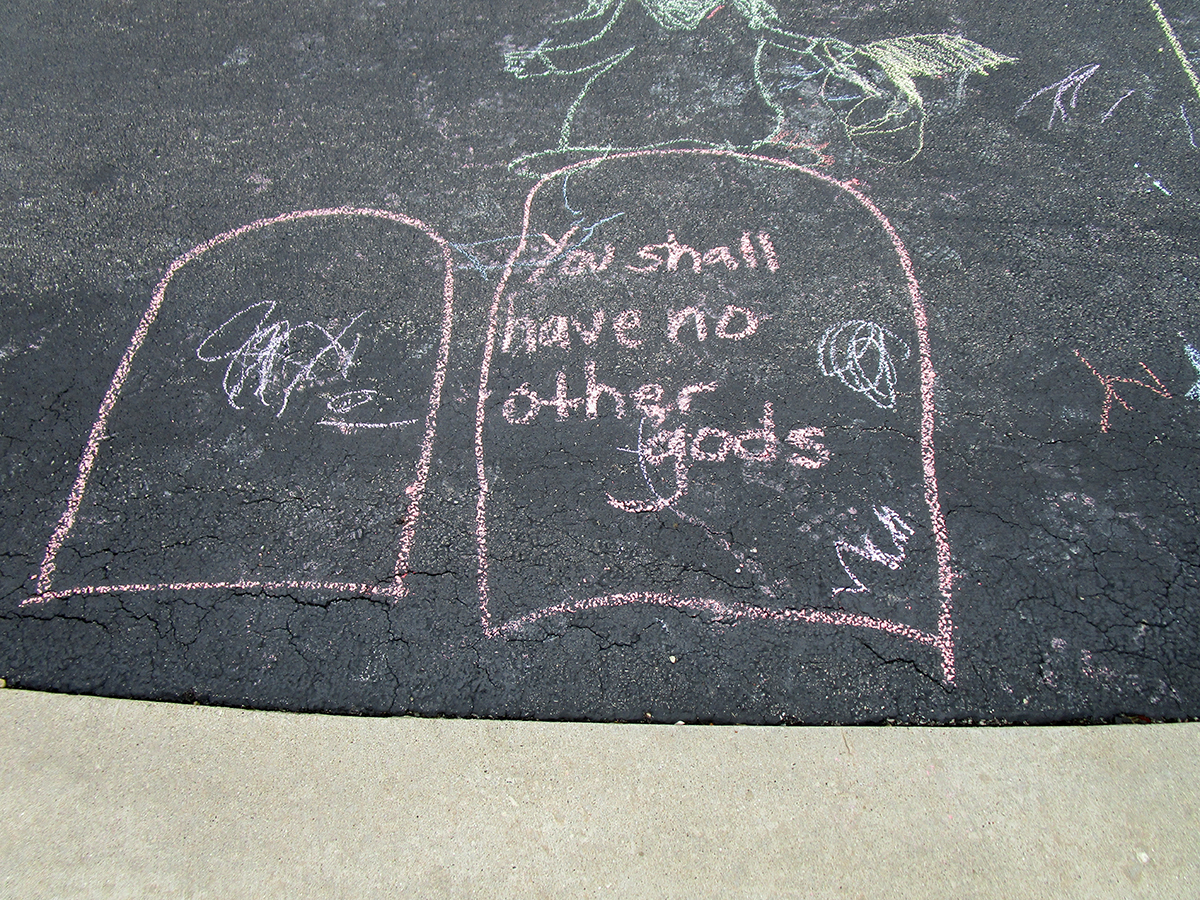 You shall
have no
other
gods